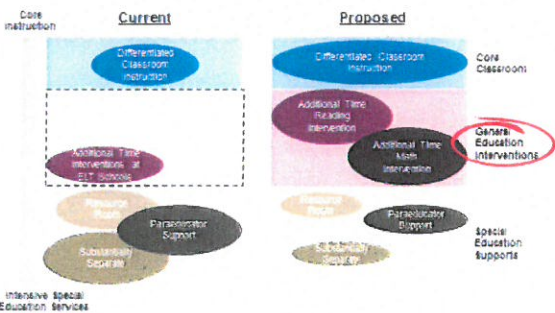 Core
Instruction
Current
Proposed
Differentiated
Classroom
Instruction
Differentiated Classroom
Instruction
Core
Classroom
Additional Time
Reading
Intervention
General
Education
Interventions
Additional Time
Math
Intervention
Additional Time
Interventions at
ELT Schools
Resource
Room
Paraeducator
Support
Substantially
Separate
Resource
Room
Paraeducator
Support
Substantially
Separate
Special
Education
Supports
Intensive Special
Education Services